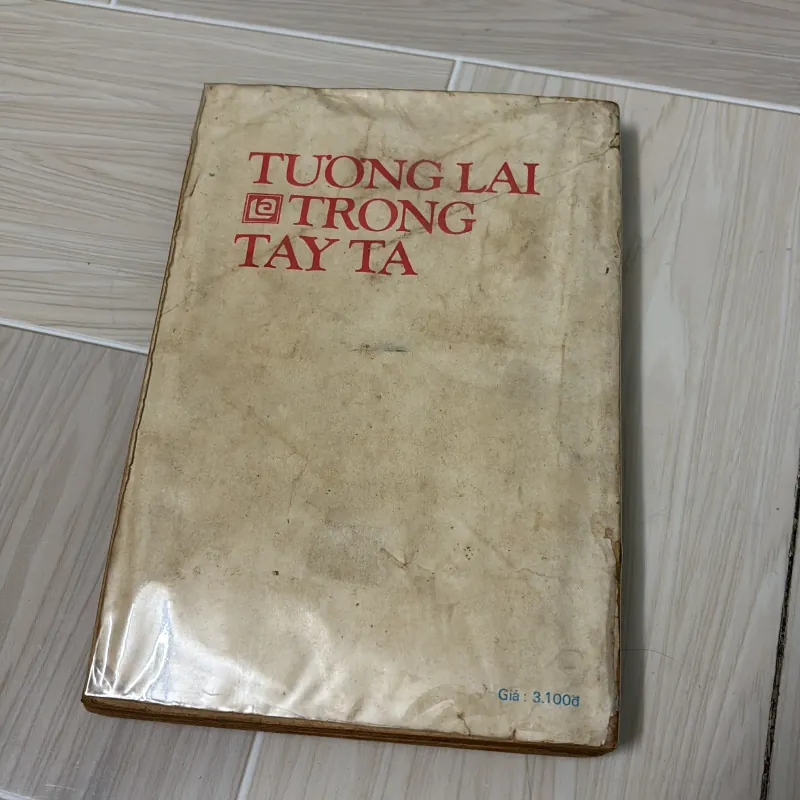 TƯƠNG LAI
TRONG
TAY TA
Giá : 3.100đ